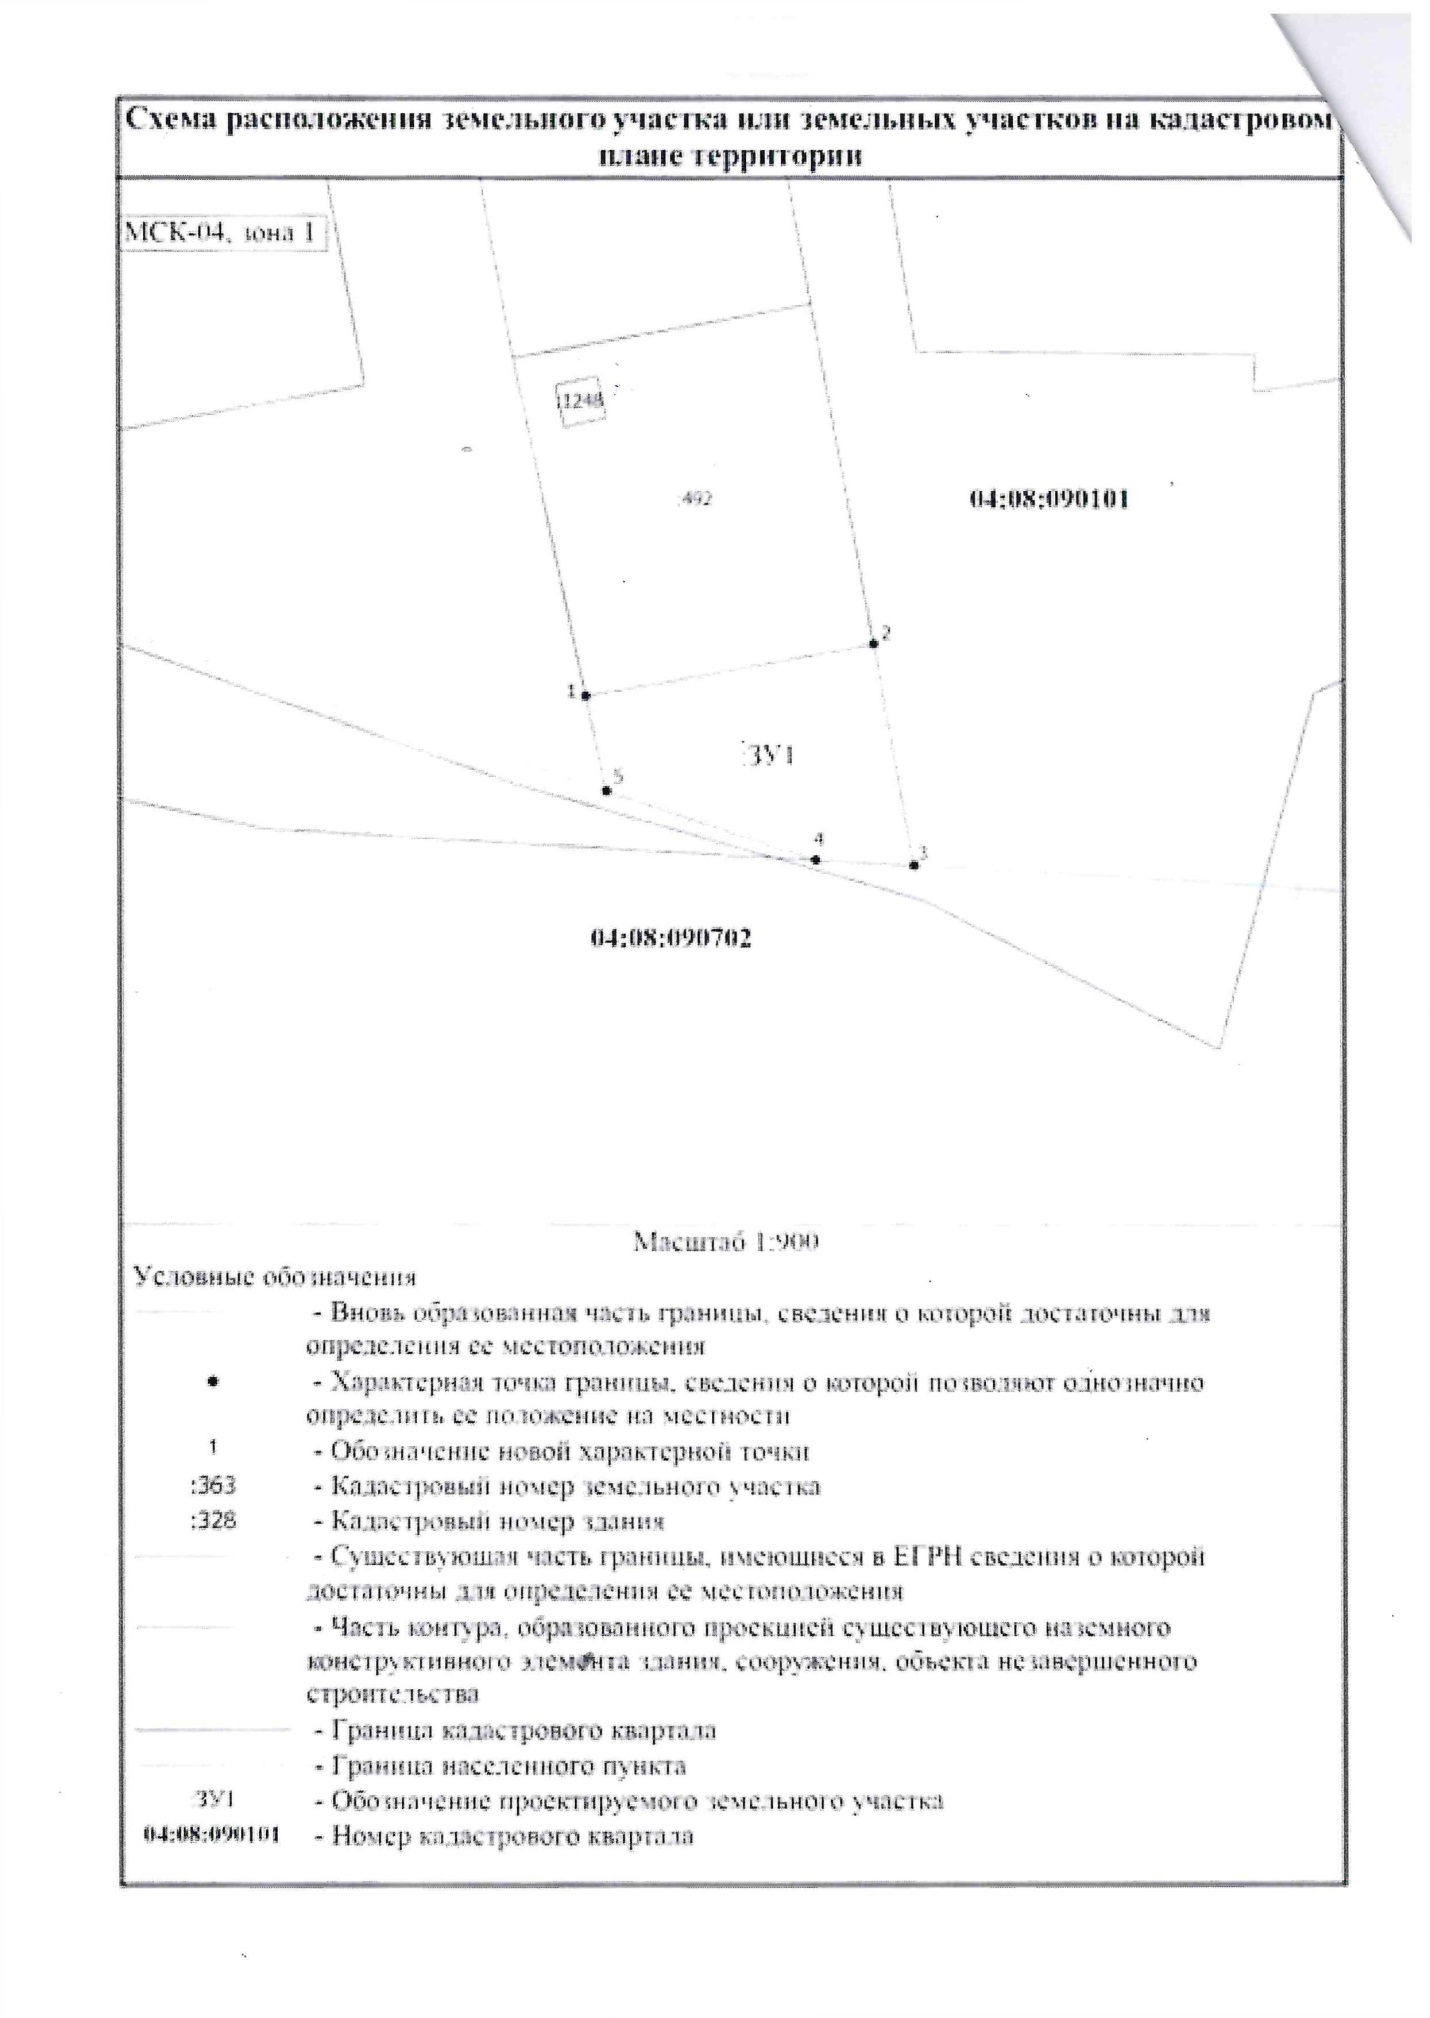 Схема расположения земельного участка или земельных участков на кадастровом
плане территории
МСК-04, зона 1
:1248
:492
04:08:090101
2
1
:ЗУ1
5
4
3
04:08:090702
Масштаб 1:900
Условные обозначения
- Вновь образованная часть границы, сведения о которой достаточны для
определения ее местоположения
- Характерная точка границы, сведения о которой позволяют однозначно
определить ее положение на местности
1 - Обозначение новой характерной точки
:363 - Кадастровый номер земельного участка
:328 - Кадастровый номер здания
- Существующая часть границы, имеющиеся в ЕГРН сведения о которой
достаточны для определения ее местоположения
- Часть контура, образованного проекцией существующего наземного
конструктивного элемента здания, сооружения, объекта незавершенного
строительства
- Граница кадастрового квартала
- Граница населенного пункта
:ЗУ1 - Обозначение проектируемого земельного участка
04:08:090101 - Номер кадастрового квартала